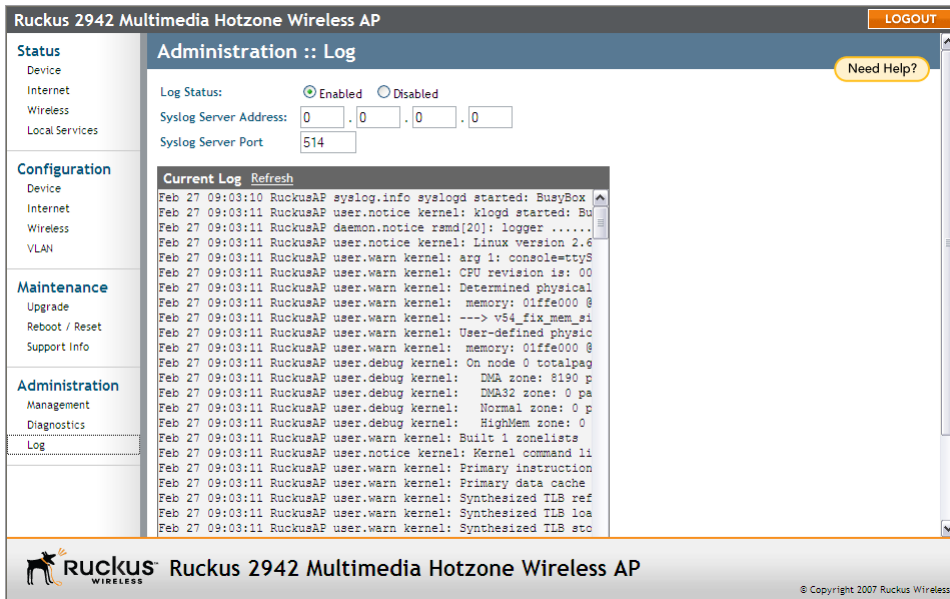 Ruckus 2942 Multimedia Hotzone Wireless AP
LOGOUT
Status
Device
Internet
Wireless
Local Services
Configuration
Device
Internet
Wireless
VLAN
Maintenance
Upgrade
Reboot / Reset
Support Info
Administration
Management
Diagnostics
Log
Administration :: Log
Need Help?
Log Status: Enabled Disabled
Syslog Server Address: 0 . 0 . 0 . 0
Syslog Server Port 514
Current Log Refresh
Feb 27 09:03:10 RuckusAP syslog.info syslogd started: BusyBox
Feb 27 09:03:11 RuckusAP user.notice kernel: klogd started: Bu
Feb 27 09:03:11 RuckusAP daemon.notice rsmd[20]: logger ......
Feb 27 09:03:11 RuckusAP user.notice kernel: Linux version 2.6
Feb 27 09:03:11 RuckusAP user.warn kernel: arg 1: console=ttyS
Feb 27 09:03:11 RuckusAP user.warn kernel: CPU revision is: 00
Feb 27 09:03:11 RuckusAP user.warn kernel: Determined physical
Feb 27 09:03:11 RuckusAP user.warn kernel:  memory: 01ffe000 @
Feb 27 09:03:11 RuckusAP user.warn kernel: ---> v54_fix_mem_si
Feb 27 09:03:11 RuckusAP user.warn kernel: User-defined physic
Feb 27 09:03:11 RuckusAP user.warn kernel:  memory: 01ffe000 @
Feb 27 09:03:11 RuckusAP user.debug kernel: On node 0 totalpag
Feb 27 09:03:11 RuckusAP user.debug kernel:   DMA zone: 8190 p
Feb 27 09:03:11 RuckusAP user.debug kernel:   DMA32 zone: 0 pa
Feb 27 09:03:11 RuckusAP user.debug kernel:   Normal zone: 0 p
Feb 27 09:03:11 RuckusAP user.debug kernel:   HighMem zone: 0
Feb 27 09:03:11 RuckusAP user.warn kernel: Built 1 zonelists
Feb 27 09:03:11 RuckusAP user.notice kernel: Kernel command li
Feb 27 09:03:11 RuckusAP user.warn kernel: Primary instruction
Feb 27 09:03:11 RuckusAP user.warn kernel: Primary data cache
Feb 27 09:03:11 RuckusAP user.warn kernel: Synthesized TLB ref
Feb 27 09:03:11 RuckusAP user.warn kernel: Synthesized TLB loa
Feb 27 09:03:11 RuckusAP user.warn kernel: Synthesized TLB sto
Ruckus WIRELESS
Ruckus 2942 Multimedia Hotzone Wireless AP
© Copyright 2007 Ruckus Wireless